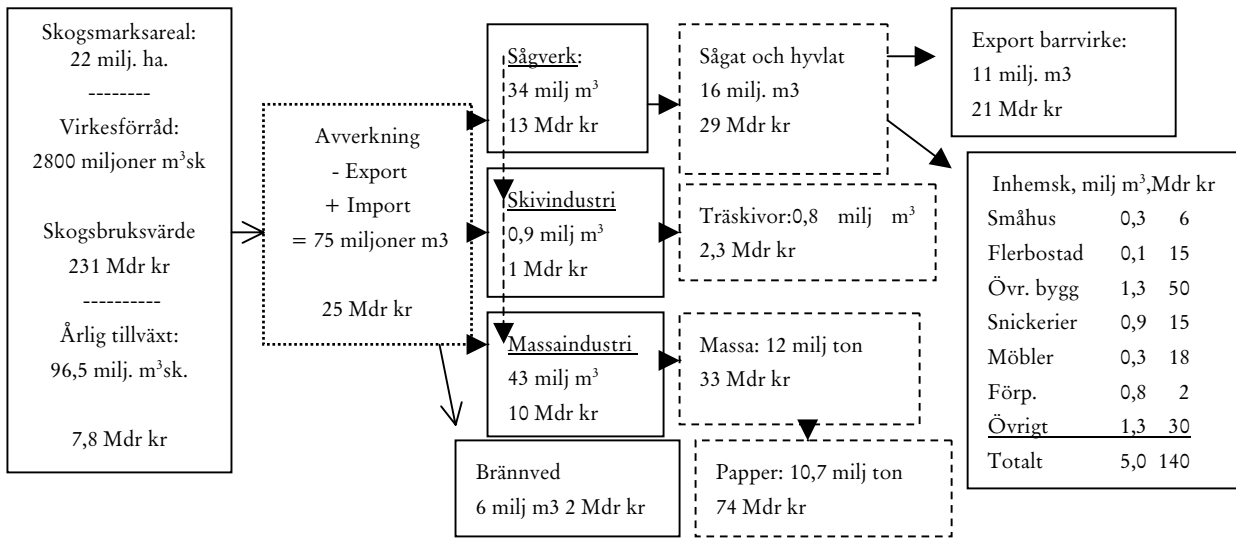 Skogsmarksareal:
22 milj. ha.
--------
Virkesförråd:
2800 miljoner m³sk
Skogsbruksvärde
231 Mdr kr
----------
Årlig tillväxt:
96,5 milj. m³sk.
7,8 Mdr kr
Avverkning
- Export
+ Import
= 75 miljoner m3
25 Mdr kr
Sågverk:
34 milj m³
13 Mdr kr
Skivindustri
0,9 milj m³
1 Mdr kr
Massaindustri
43 milj m³
10 Mdr kr
Brännved
6 milj m3 2 Mdr kr
Sågat och hyvlat
16 milj. m3
29 Mdr kr
Träskivor:0,8 milj m³
2,3 Mdr kr
Massa: 12 milj ton
33 Mdr kr
Papper: 10,7 milj ton
74 Mdr kr
Export barrvirke:
11 milj. m3
21 Mdr kr
Inhemsk, milj m³,Mdr kr
Småhus 0,3 6
Flerbostad 0,1 15
Övr. bygg 1,3 50
Snickerier 0,9 15
Möbler 0,3 18
Förp. 0,8 2
Övrigt 1,3 30
Totalt 5,0 140